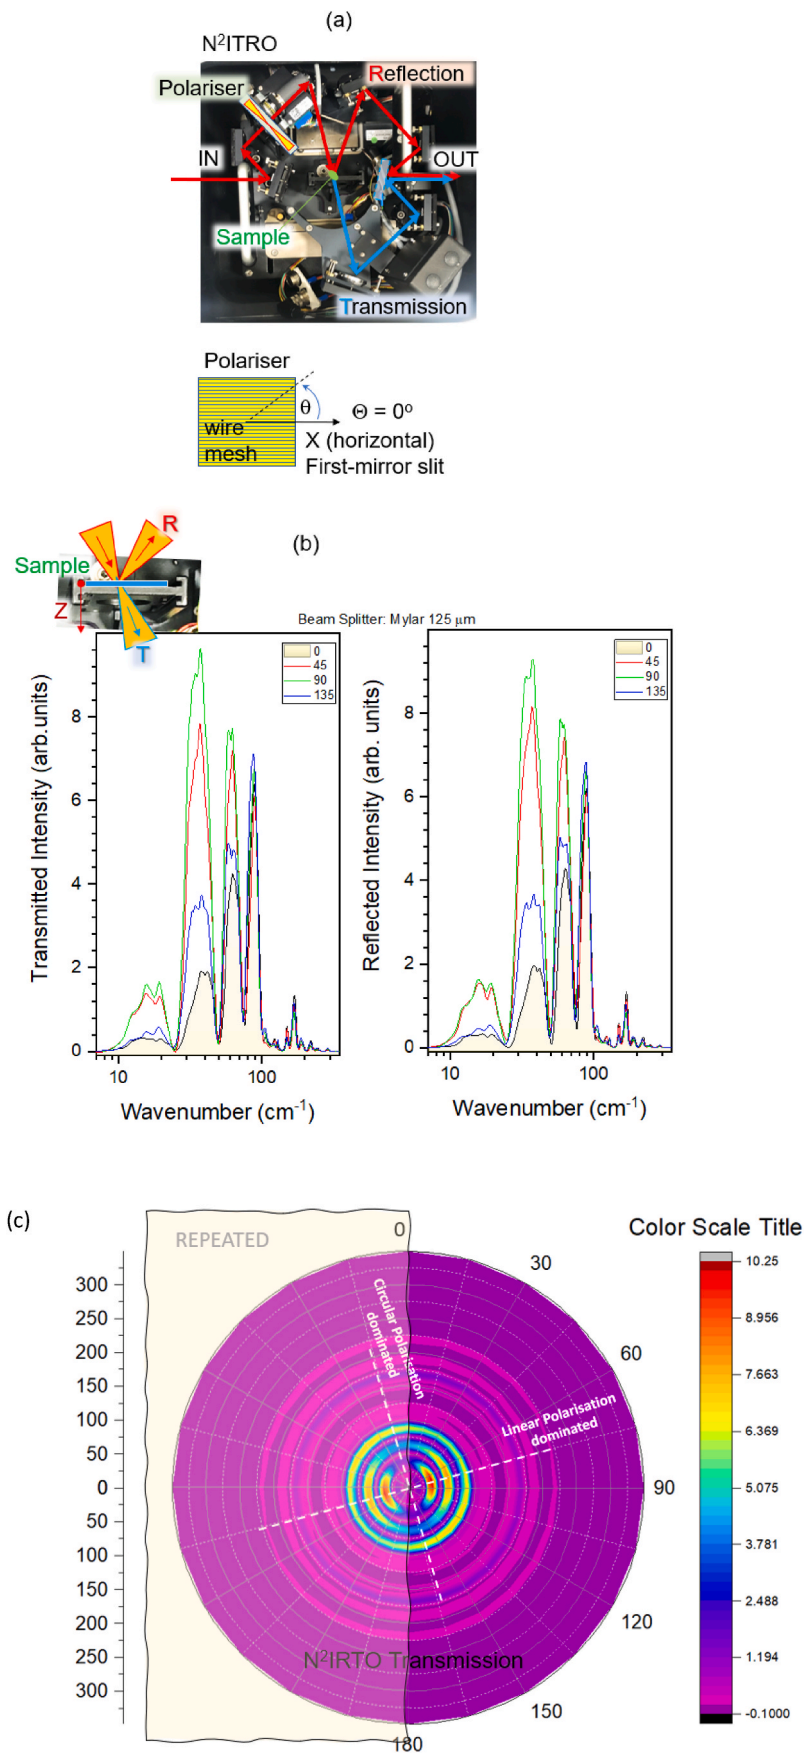 (a)
N²ITRO
Polariser
Reflection
IN
OUT
Sample
Transmission
Polariser
θ
Θ = 0º
wire
mesh
X (horizontal)
First-mirror slit
(b)
R
Sample
Z
T
Beam Splitter: Mylar 125 μm
0
45
90
135
Transmitted Intensity (arb.units)
8
6
4
2
0
10
100
Wavenumber (cm⁻¹)
0
45
90
135
Reflected Intensity (arb. units)
8
6
4
2
0
10
100
Wavenumber (cm⁻¹)
(c)
REPEATED
0
30
60
90
120
150
180
300
250
200
150
100
50
0
50
100
150
200
250
300
Circular Polarisation
dominated
Linear Polarisation
dominated
N²IRTO Transmission
Color Scale Title
10.25
8.956
7.663
6.369
5.075
3.781
2.488
1.194
-0.1000